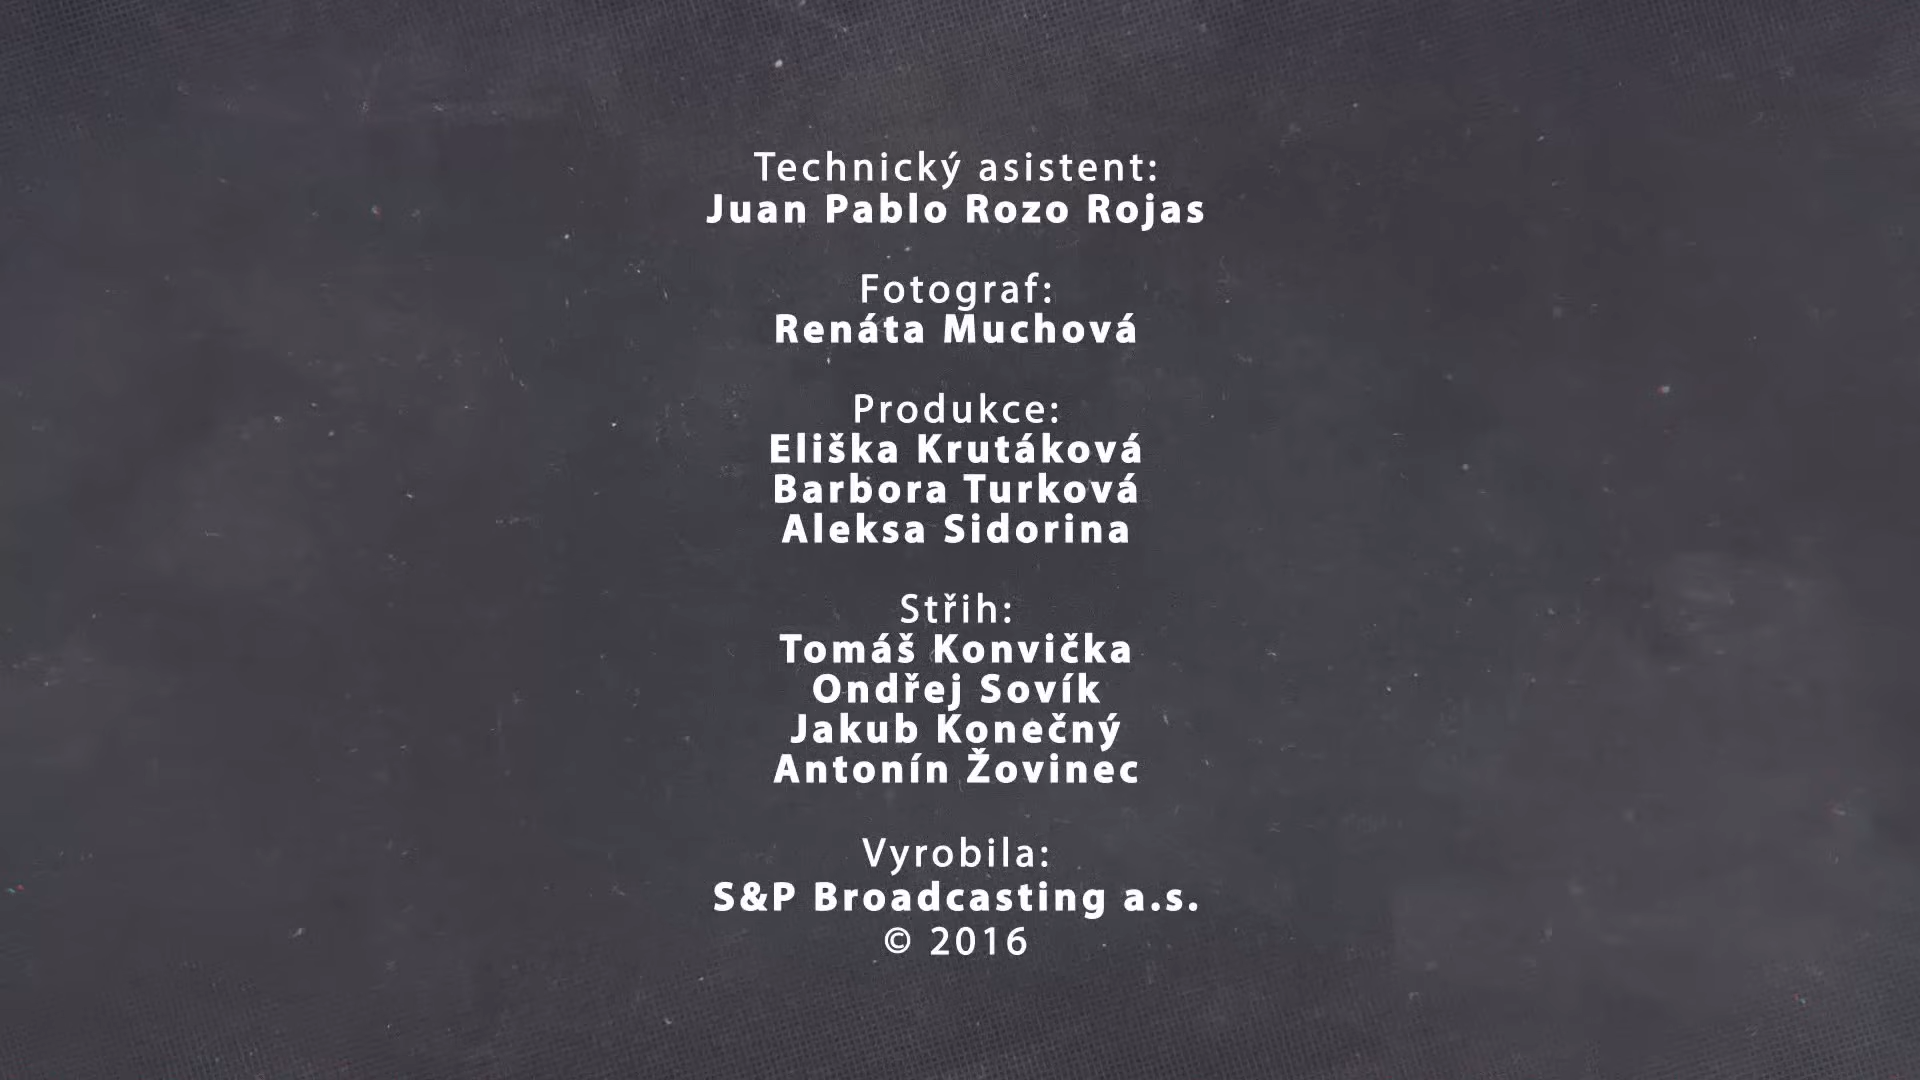 Technický asistent:
Juan Pablo Rozo Rojas
Fotograf:
Renáta Muchová
Produkce:
Eliška Krutáková
Barbora Turková
Aleksa Sidorina
Střih:
Tomáš Konvička
Ondřej Sovík
Jakub Konečný
Antonín Žovinec
Vyrobila:
S&P Broadcasting a.s.
© 2016